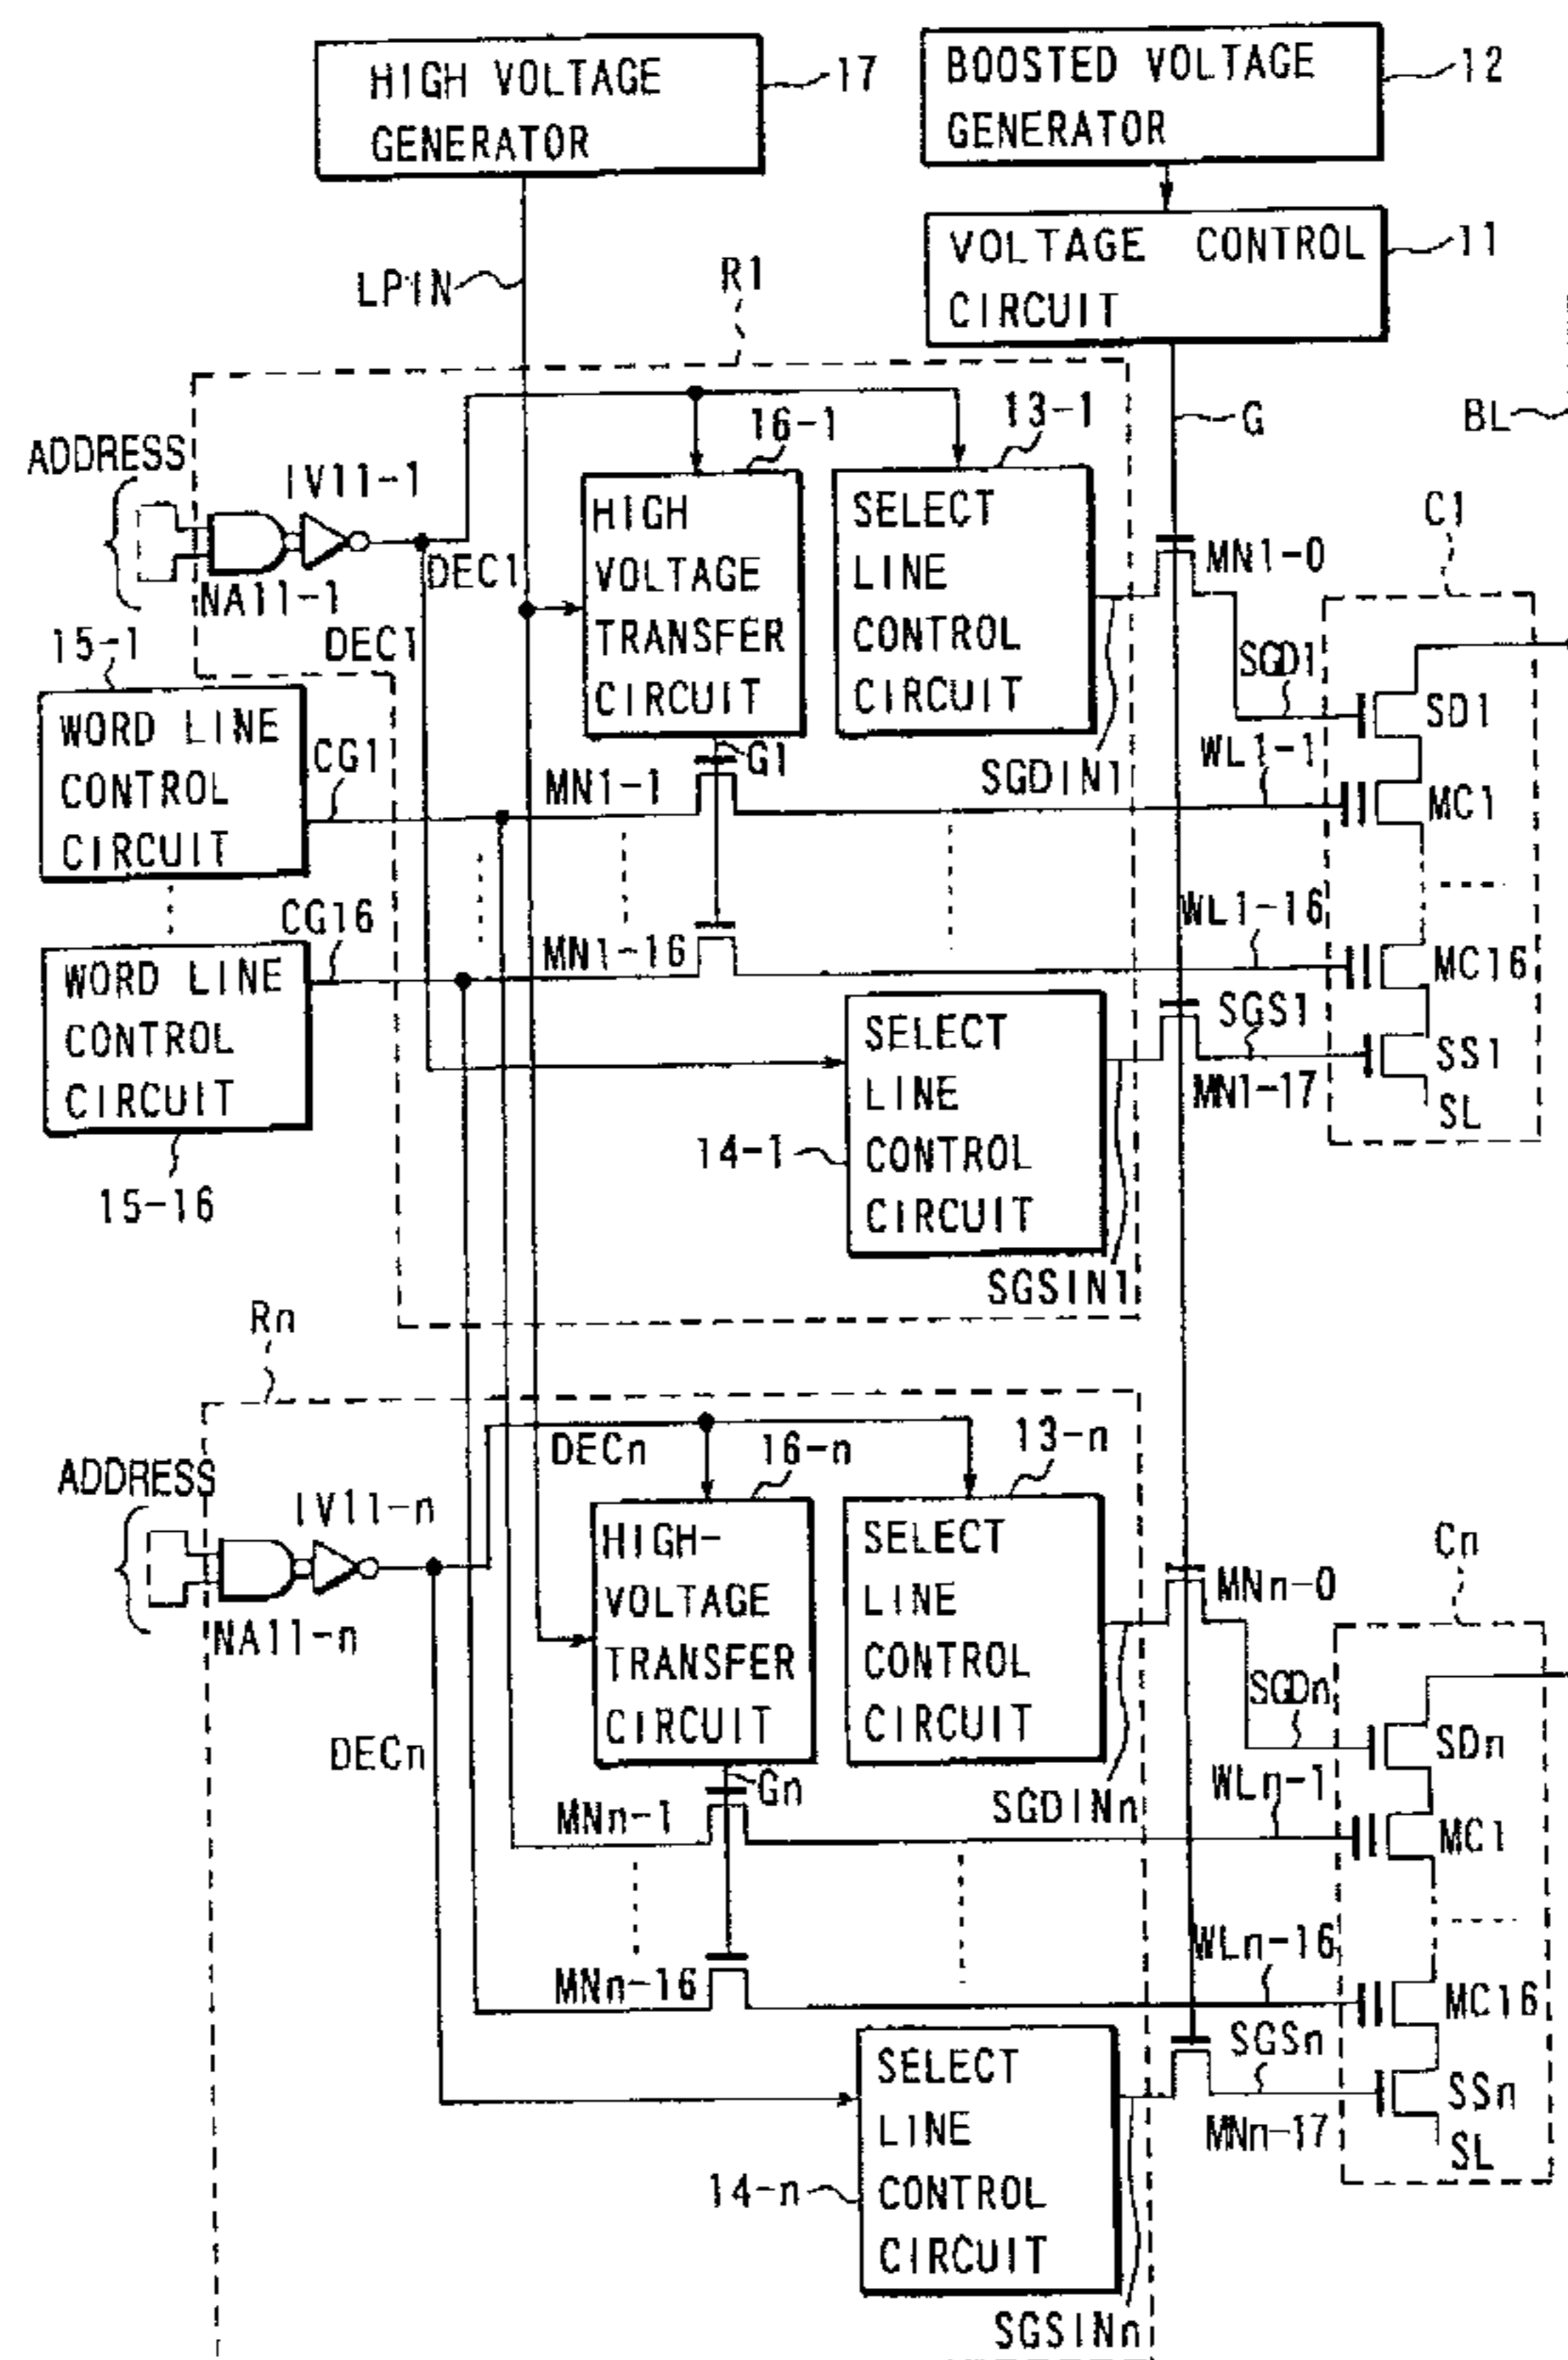 HIGH VOLTAGE
GENERATOR
17
BOOSTED VOLTAGE
GENERATOR
12
VOLTAGE CONTROL
CIRCUIT
11
LPIN
R1
G
BL
ADDRESS
IV11-1
NA11-1
DEC1
DEC1
16-1
HIGH
VOLTAGE
TRANSFER
CIRCUIT
13-1
SELECT
LINE
CONTROL
CIRCUIT
MN1-0
C1
15-1
WORD LINE
CONTROL
CIRCUIT
CG1
G1
MN1-1
SGDIN1
SGD1
SD1
WL1-1
MC1
CG16
WORD LINE
CONTROL
CIRCUIT
15-16
MN1-16
WL1-16
MC16
SELECT
LINE
CONTROL
CIRCUIT
14-1
SGS1
MN1-17
SS1
SL
SGSIN1
Rn
ADDRESS
IV11-n
NA11-n
DECn
DECn
16-n
HIGH-
VOLTAGE
TRANSFER
CIRCUIT
13-n
SELECT
LINE
CONTROL
CIRCUIT
MNn-0
Cn
Gn
MNn-1
SGDINn
SGDn
SDn
WLn-1
MC1
MNn-16
WLn-16
MC16
SELECT
LINE
CONTROL
CIRCUIT
14-n
SGSn
MNn-17
SSn
SL
SGSINn